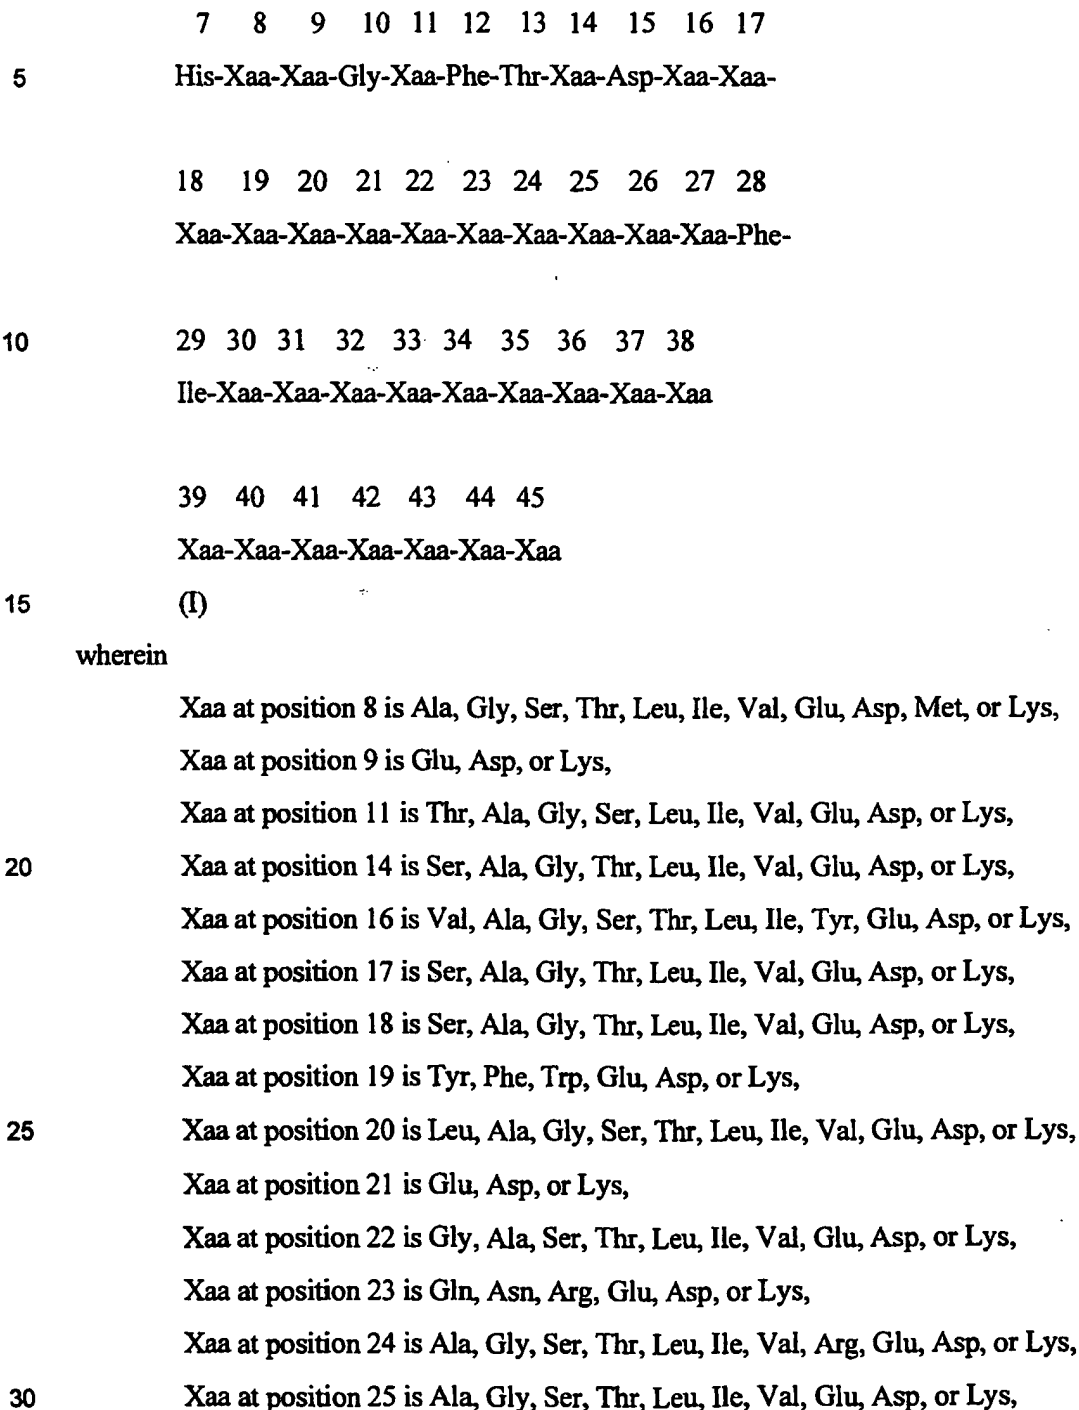 7 8 9 10 11 12 13 14 15 16 17
5 His-Xaa-Xaa-Gly-Xaa-Phe-Thr-Xaa-Asp-Xaa-Xaa-
18 19 20 21 22 23 24 25 26 27 28
Xaa-Xaa-Xaa-Xaa-Xaa-Xaa-Xaa-Xaa-Xaa-Xaa-Phe-
10 29 30 31 32 33 34 35 36 37 38
Ile-Xaa-Xaa-Xaa-Xaa-Xaa-Xaa-Xaa-Xaa-Xaa
39 40 41 42 43 44 45
Xaa-Xaa-Xaa-Xaa-Xaa-Xaa-Xaa
15 (I)
wherein
Xaa at position 8 is Ala, Gly, Ser, Thr, Leu, Ile, Val, Glu, Asp, Met, or Lys,
Xaa at position 9 is Glu, Asp, or Lys,
Xaa at position 11 is Thr, Ala, Gly, Ser, Leu, Ile, Val, Glu, Asp, or Lys,
20 Xaa at position 14 is Ser, Ala, Gly, Thr, Leu, Ile, Val, Glu, Asp, or Lys,
Xaa at position 16 is Val, Ala, Gly, Ser, Thr, Leu, Ile, Tyr, Glu, Asp, or Lys,
Xaa at position 17 is Ser, Ala, Gly, Thr, Leu, Ile, Val, Glu, Asp, or Lys,
Xaa at position 18 is Ser, Ala, Gly, Thr, Leu, Ile, Val, Glu, Asp, or Lys,
Xaa at position 19 is Tyr, Phe, Trp, Glu, Asp, or Lys,
25 Xaa at position 20 is Leu, Ala, Gly, Ser, Thr, Leu, Ile, Val, Glu, Asp, or Lys,
Xaa at position 21 is Glu, Asp, or Lys,
Xaa at position 22 is Gly, Ala, Ser, Thr, Leu, Ile, Val, Glu, Asp, or Lys,
Xaa at position 23 is Gln, Asn, Arg, Glu, Asp, or Lys,
Xaa at position 24 is Ala, Gly, Ser, Thr, Leu, Ile, Val, Arg, Glu, Asp, or Lys,
30 Xaa at position 25 is Ala, Gly, Ser, Thr, Leu, Ile, Val, Glu, Asp, or Lys,